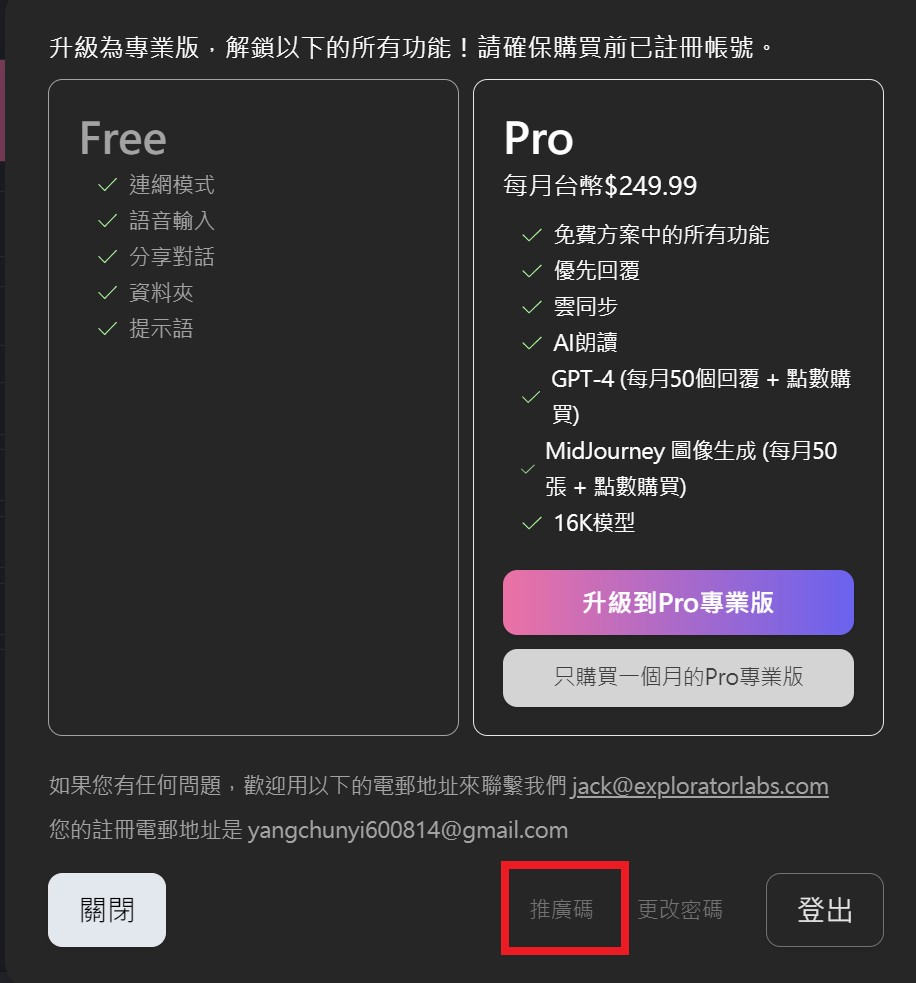 升級為專業版，解鎖以下的所有功能！請確保購買前已註冊帳號。
Free
連網模式
語音輸入
分享對話
資料夾
提示語
Pro
每月台幣$249.99
免費方案中的所有功能
優先回覆
雲同步
AI朗讀
GPT-4 (每月50個回覆 + 點數購
買)
MidJourney 圖像生成 (每月50
張 + 點數購買)
16K模型
升級到Pro專業版
只購買一個月的Pro專業版
如果您有任何問題，歡迎用以下的電郵地址來聯繫我們 jack@exploratorlabs.com
您的註冊電郵地址是 yangchunyi600814@gmail.com
關閉
推廣碼
更改密碼
登出